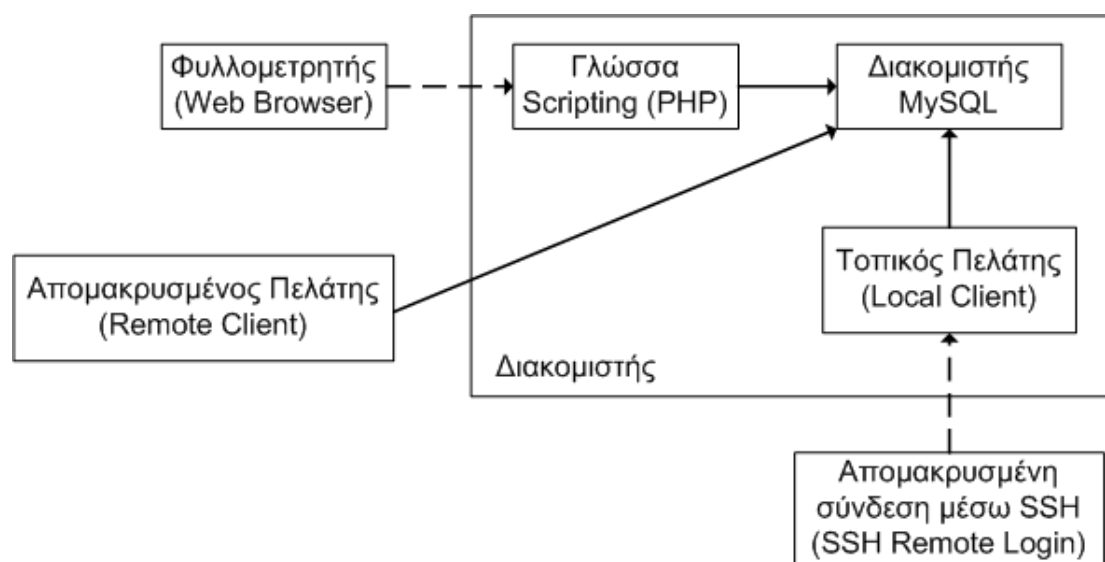 Φυλλομετρητής
(Web Browser)
Γλώσσα
Scripting (PHP)
Διακομιστής
MySQL
Απομακρυσμένος Πελάτης
(Remote Client)
Τοπικός Πελάτης
(Local Client)
Διακομιστής
Απομακρυσμένη
σύνδεση μέσω SSH
(SSH Remote Login)